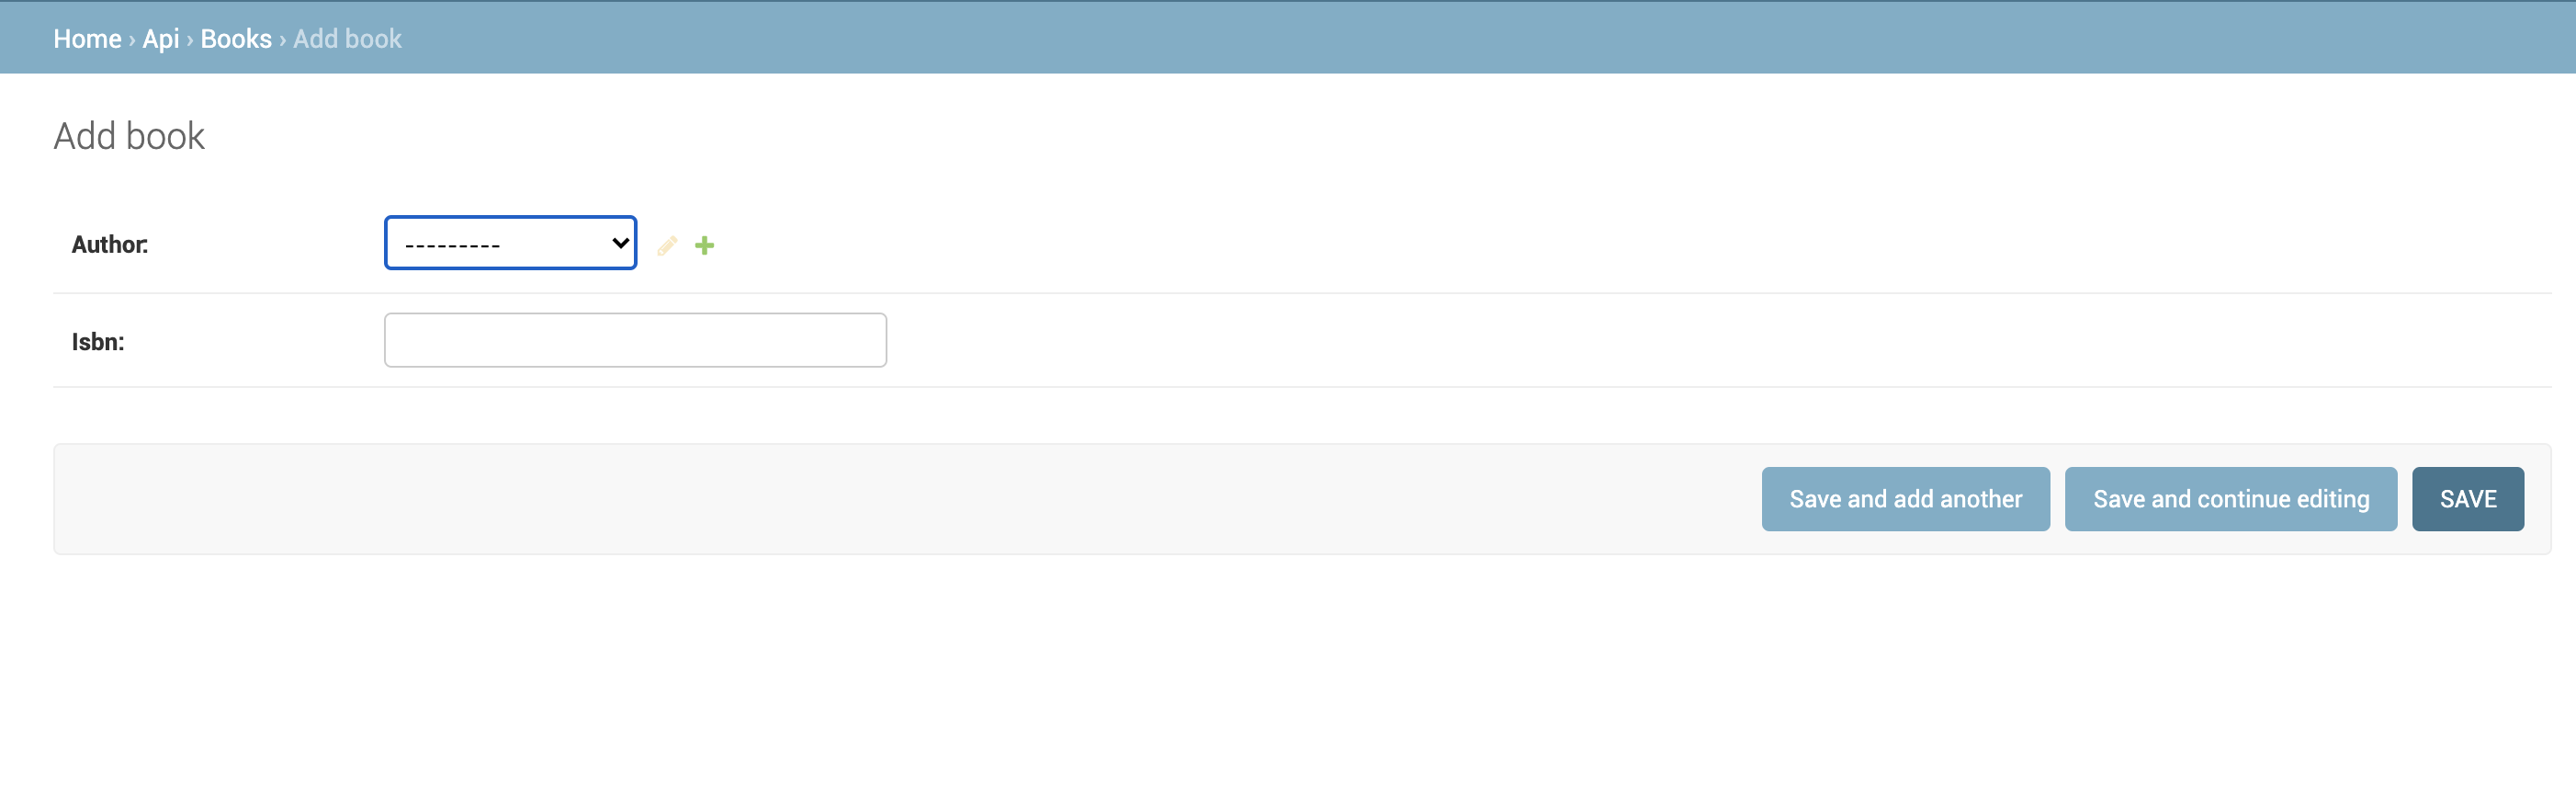 Home › Api › Books › Add book
Add book
Author: ---------
Isbn:
Save and add another Save and continue editing SAVE